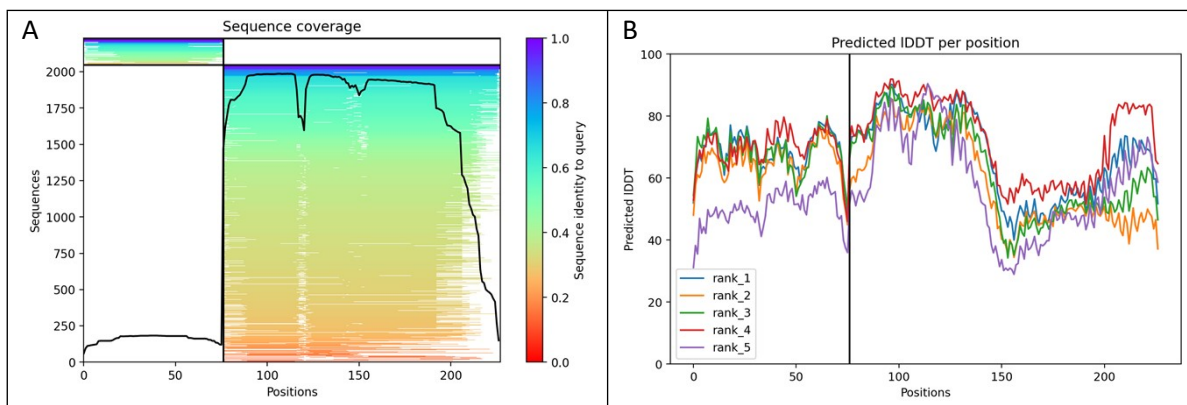 A
Sequence coverage
2000
1750
1500
1250
1000
750
500
250
0
Sequences
0 50 100 150 200
Positions
1.0
0.8
0.6
0.4
0.2
0.0
Sequence identity to query
B
Predicted lDDT per position
100
80
60
40
20
0
Predicted lDDT
rank_1
rank_2
rank_3
rank_4
rank_5
0 50 100 150 200
Positions